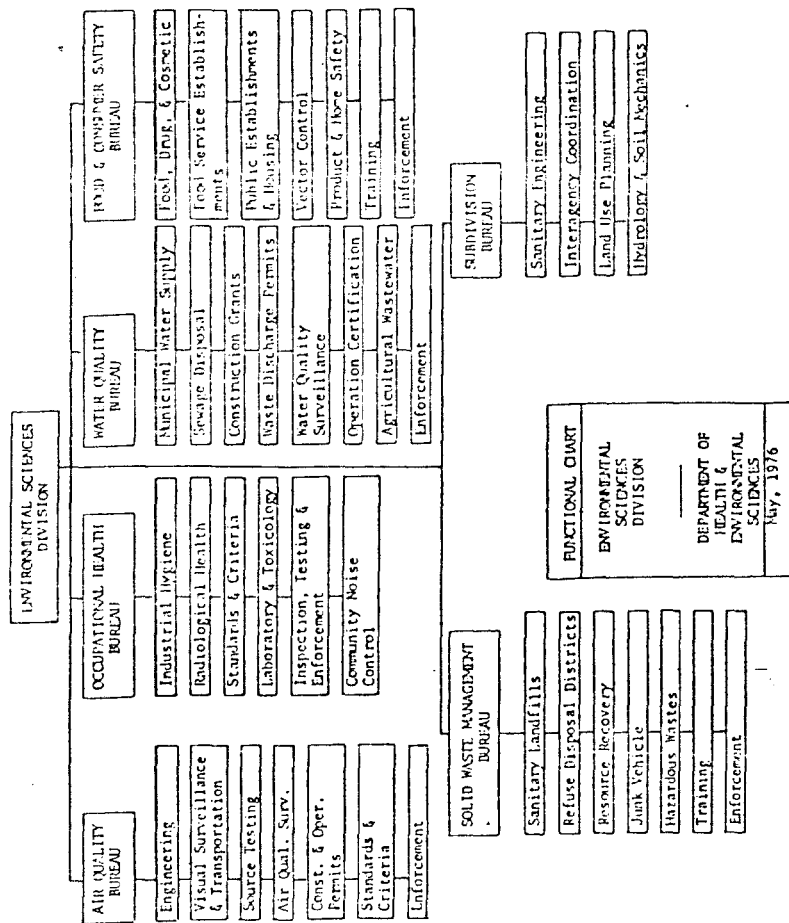 ENVIRONMENTAL SCIENCES
DIVISION
AIR QUALITY
BUREAU
Engineering
Visual Surveillance
& Transportation
Source Testing
Air Qual. Surv.
Const. & Oper.
Permits
Standards &
Criteria
Enforcement
OCCUPATIONAL HEALTH
BUREAU
Industrial Hygiene
Radiological Health
Standards & Criteria
Laboratory & Toxicology
Inspection, Testing &
Enforcement
Community Noise
Control
WATER QUALITY
BUREAU
Municipal Water Supply
Sewage Disposal
Construction Grants
Waste Discharge Permits
Water Quality
Surveillance
Operation Certification
Agricultural Wastewater
Enforcement
FOOD & CONSUMER SAFETY
BUREAU
Food, Drug, & Cosmetic
Food Service Establish-
ments
Public Establishments
& Housing
Vector Control
Product & Home Safety
Training
Enforcement
SOLID WASTE MANAGEMENT
BUREAU
Sanitary Landfills
Refuse Disposal Districts
Resource Recovery
Junk Vehicle
Hazardous Wastes
Training
Enforcement
SUBDIVISION
BUREAU
Sanitary Engineering
Interagency Coordination
Land Use Planning
Hydrology & Soil Mechanics
FUNCTIONAL CHART
ENVIRONMENTAL
SCIENCES
DIVISION
DEPARTMENT OF
HEALTH &
ENVIRONMENTAL
SCIENCES
May, 1976